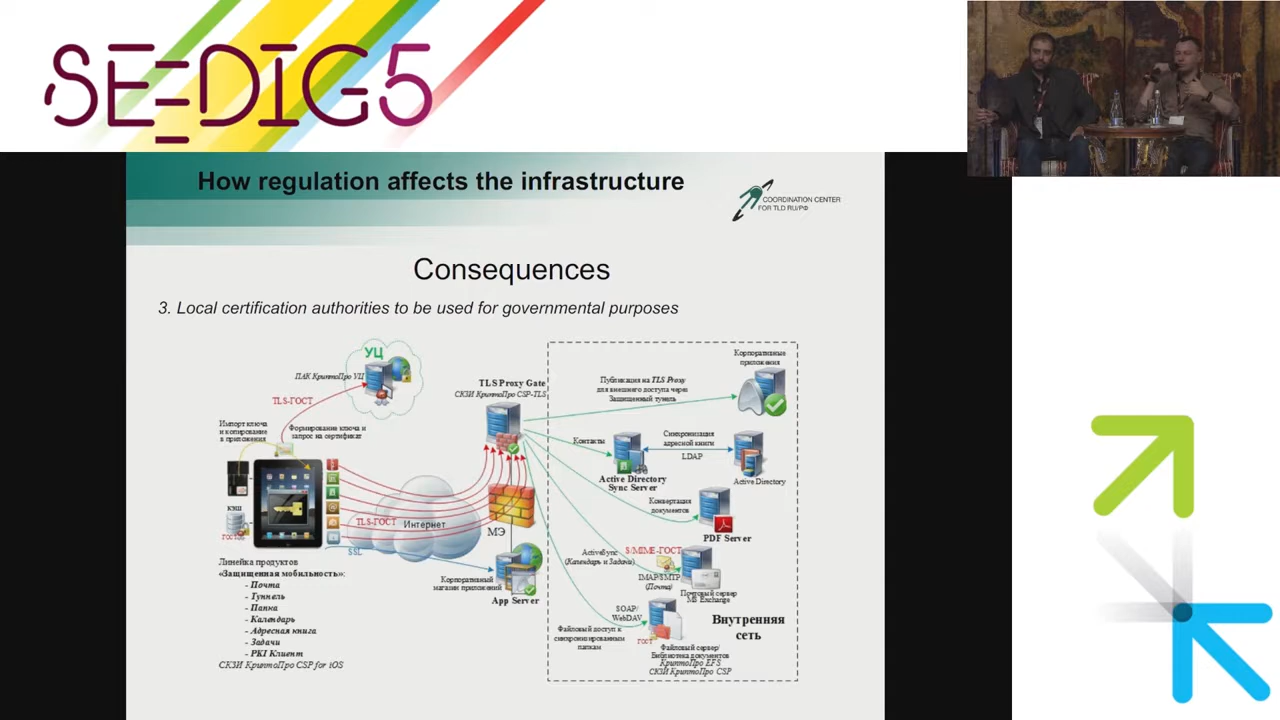 SEEDIG5
How regulation affects the infrastructure
COORDINATION CENTER
FOR TLD RU/РФ
Consequences
3. Local certification authorities to be used for governmental purposes
УЦ
ПАК КриптоПро УЦ
TLS-ГОСТ
Импорт ключа
и копирование
в приложения
Формирование ключа и
запрос на сертификат
КЭШ
ГОСТ
TLS-ГОСТ
Интернет
SSL
Линейка продуктов
«Защищенная мобильность»:
- Почта
- Туннель
- Папка
- Календарь
- Адресная книга
- Задачи
- РКI Клиент
СКЗИ КриптоПро CSP for iOS
TLS Proxy Gate
СКЗИ КриптоПро CSP-TLS
МЭ
Корпоративный
магазин приложений
App Server
Корпоративные
приложения
Публикация на TLS Proxy
для внешнего доступа через
Защищенный тунель
Контакты
Синхронизация
адресной книги
LDAP
Active Directory
Sync Server
Active Directory
Конвертация
документов
PDF Server
ActiveSync
(Календарь и Задачи)
S/MIME-ГОСТ
IMAP/SMTP
(Почта)
Почтовый сервер
MS Exchange
SOAP/
WebDAV
Файловый доступ к
синхронизированным
папкам
ГОСТ
Внутренняя
сеть
Файловый сервер/
Библиотека документов
КриптоПро EFS
СКЗИ КриптоПро CSP